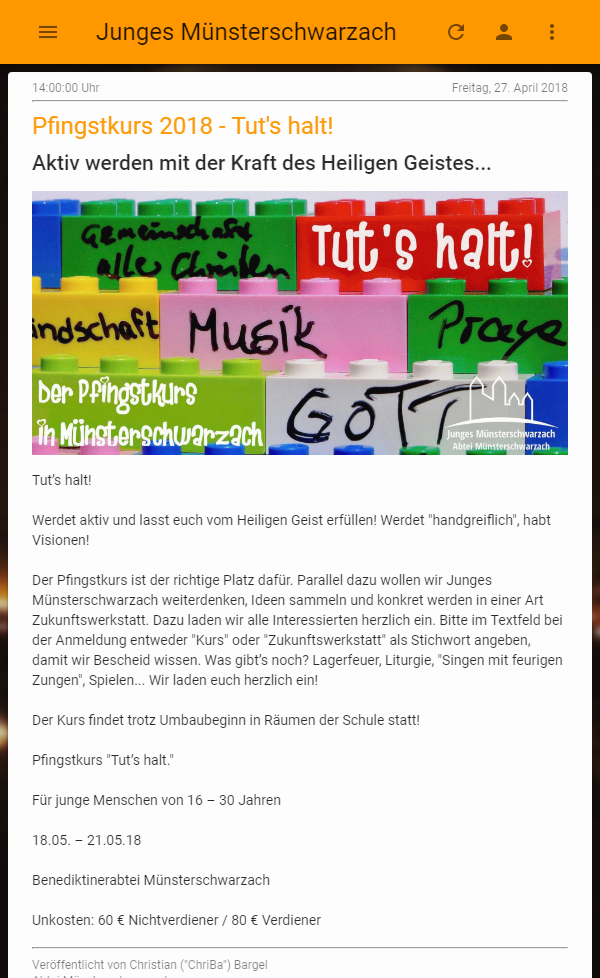 Junges Münsterschwarzach
14:00:00 Uhr
Freitag, 27. April 2018
Pfingstkurs 2018 - Tut's halt!
Aktiv werden mit der Kraft des Heiligen Geistes...
Gemeinschaft
aller Christen
Tut's halt!
ndschaft
Musik
Praye
Der Pfingstkurs
in Münsterschwarzach
GOTT
Junges Münsterschwarzach
Abtei Münsterschwarzach
Tut’s halt!
Werdet aktiv und lasst euch vom Heiligen Geist erfüllen! Werdet "handgreiflich", habt
Visionen!
Der Pfingstkurs ist der richtige Platz dafür. Parallel dazu wollen wir Junges
Münsterschwarzach weiterdenken, Ideen sammeln und konkret werden in einer Art
Zukunftswerkstatt. Dazu laden wir alle Interessierten herzlich ein. Bitte im Textfeld bei
der Anmeldung entweder "Kurs" oder "Zukunftswerkstatt" als Stichwort angeben,
damit wir Bescheid wissen. Was gibt’s noch? Lagerfeuer, Liturgie, "Singen mit feurigen
Zungen", Spielen... Wir laden euch herzlich ein!
Der Kurs findet trotz Umbaubeginn in Räumen der Schule statt!
Pfingstkurs "Tut’s halt."
Für junge Menschen von 16 – 30 Jahren
18.05. – 21.05.18
Benediktinerabtei Münsterschwarzach
Unkosten: 60 € Nichtverdiener / 80 € Verdiener
Veröffentlicht von Christian ("ChriBa") Bargel